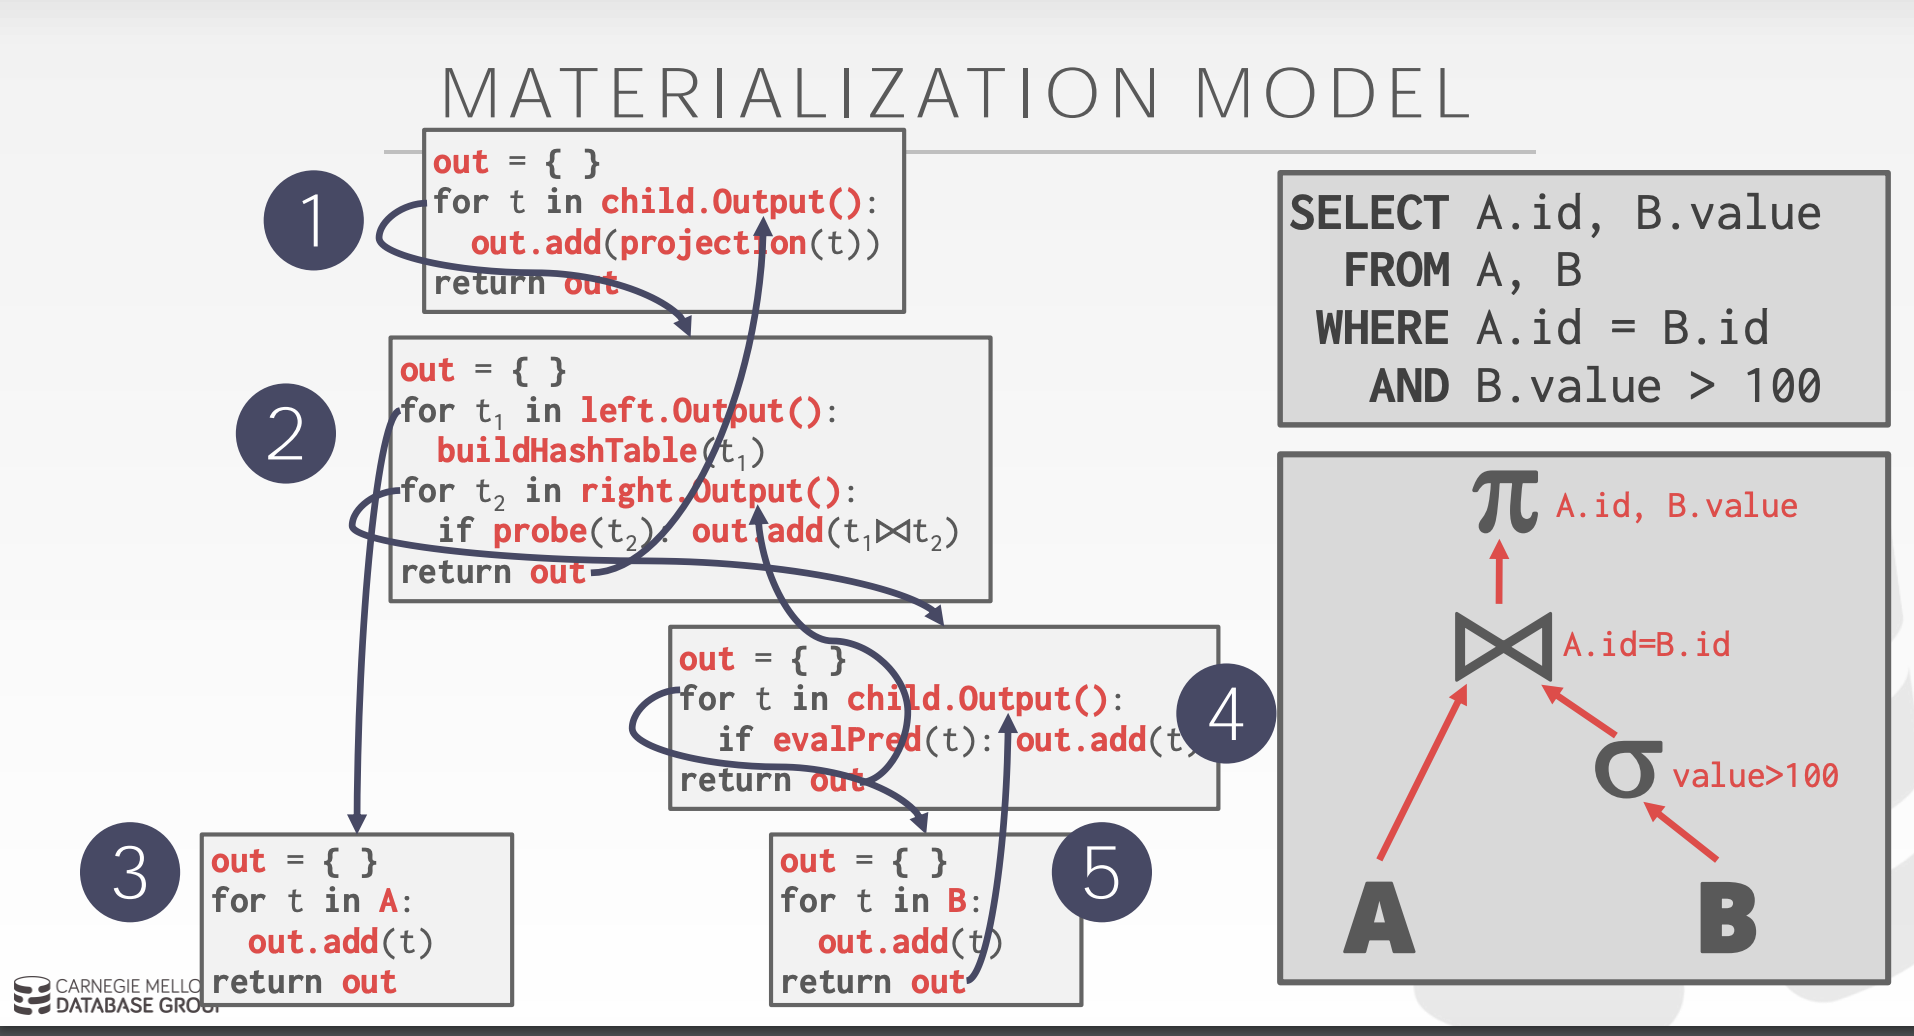 MATERIALIZATION MODEL
1
out = { }
for t in child.Output():
out.add(projection(t))
return out
2
out = { }
for t₁ in left.Output():
buildHashTable(t₁)
for t₂ in right.Output():
if probe(t₂): out.add(t₁⋈t₂)
return out
out = { }
for t in child.Output():
if evalPred(t): out.add(t
return out
4
3
out = { }
for t in A:
out.add(t)
return out
out = { }
for t in B:
out.add(t)
return out
5
SELECT A.id, B.value
FROM A, B
WHERE A.id = B.id
AND B.value > 100
π A.id, B.value
⋈ A.id=B.id
σ value>100
A B
CARNEGIE MELLO
DATABASE GROUP